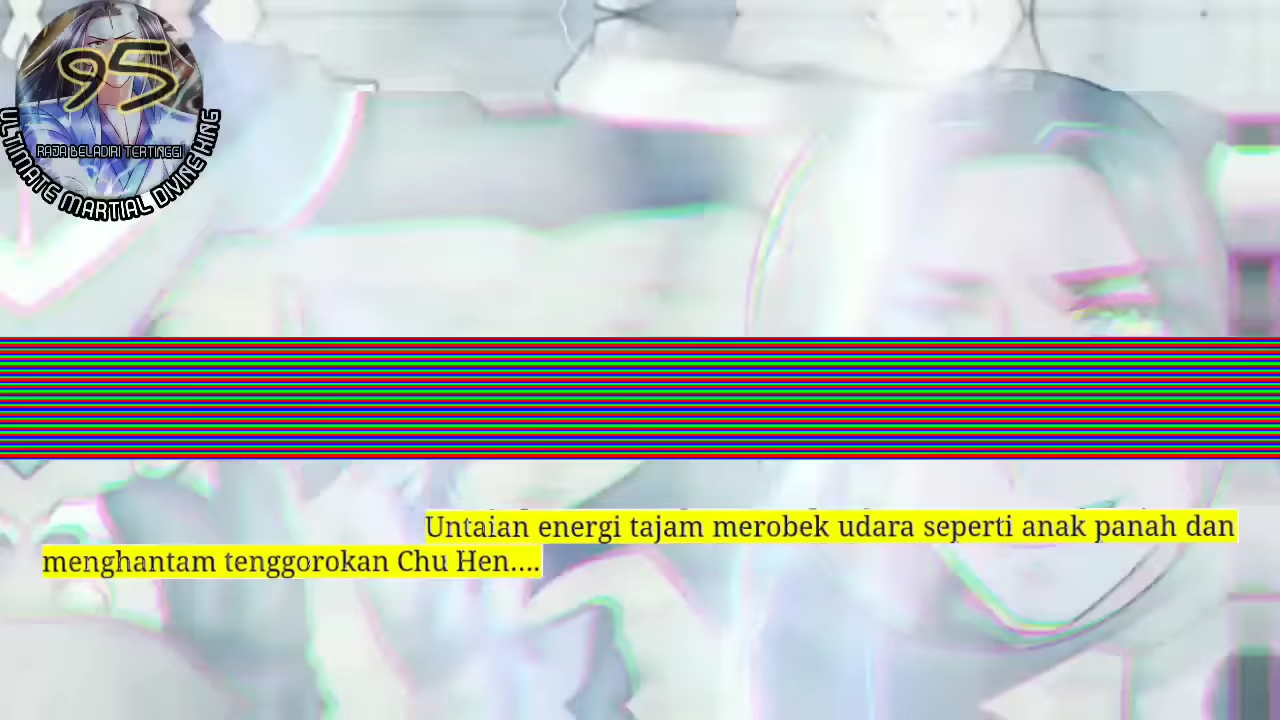 95
RAJA BELADIRI TERTINGGI
ULTIMATE MARTIAL DIVINE KING
Untaian energi tajam merobek udara seperti anak panah dan
menghantam tenggorokan Chu Hen....